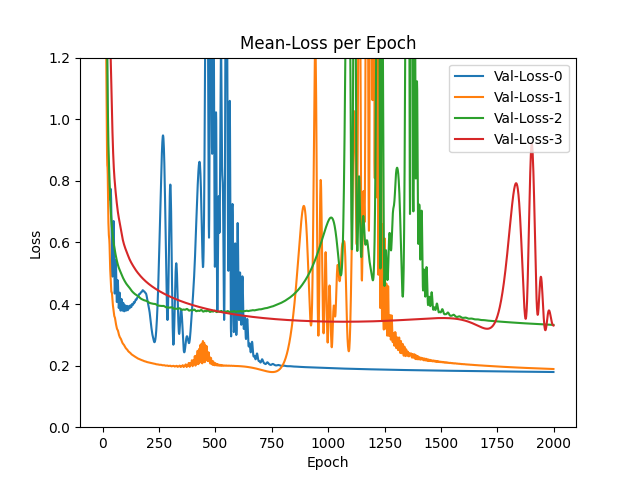 Mean-Loss per Epoch
Val-Loss-0
Val-Loss-1
Val-Loss-2
Val-Loss-3
1.2
1.0
0.8
0.6
0.4
0.2
0.0
Loss
0 250 500 750 1000 1250 1500 1750 2000
Epoch